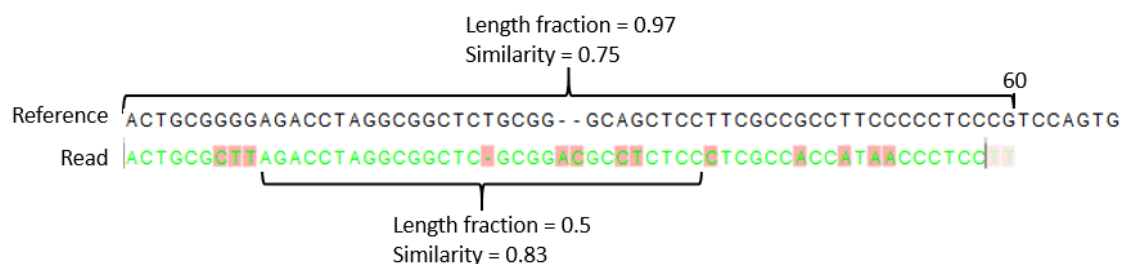 Length fraction = 0.97
Similarity = 0.75
60
Reference ACTGCGGGGAGACCTAGGCGGCTCTGCGG--GCAGCTCCTTCGCCGCCTTCCCCCTCCCGTCCAGTG
Read ACTGCGCTTAGACCTAGGCGGCTC-GCGGACGCCTCTCCCTCGCCACCATAACCCTCCTT
Length fraction = 0.5
Similarity = 0.83